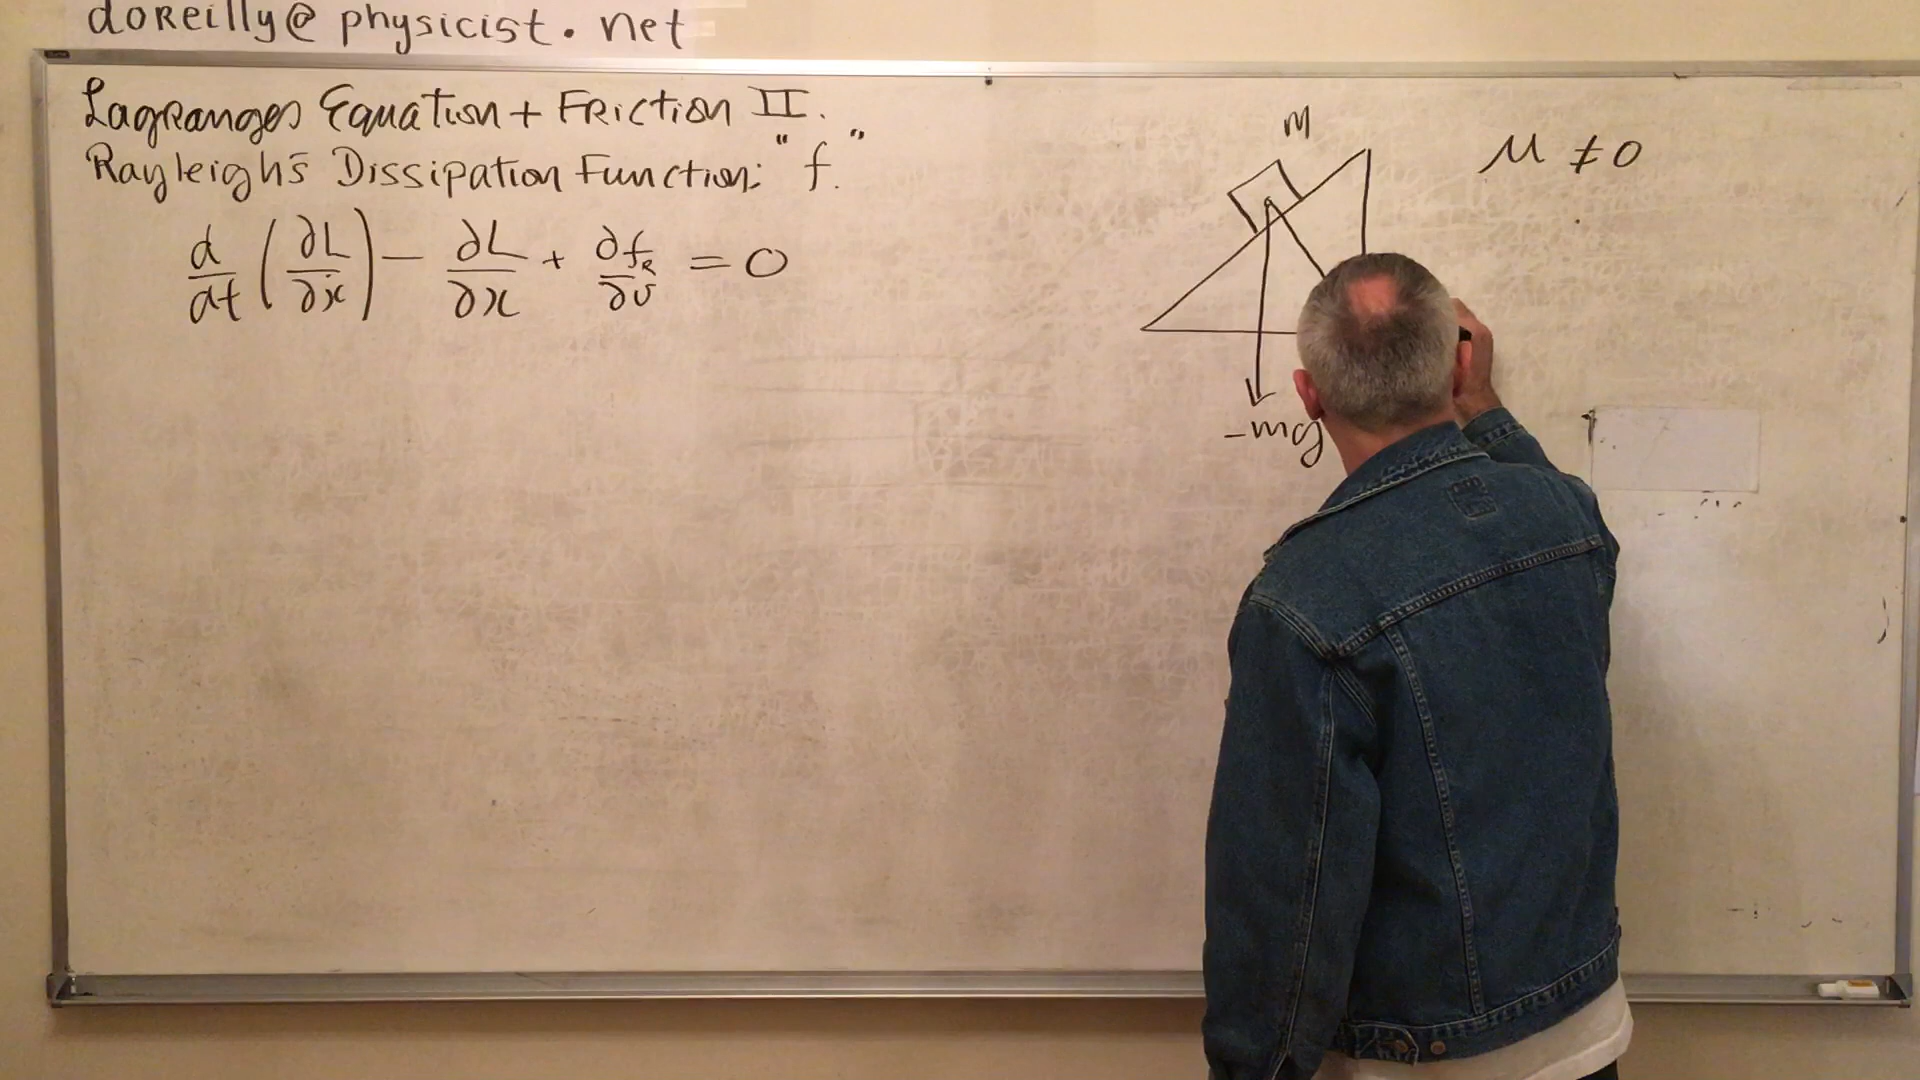 doreilly@physicist.net
Lagranges Equation + Friction II.
Rayleigh's Dissipation Function; "f."
d/dt (∂L/∂ẋ) - ∂L/∂x + ∂f_R/∂v = 0
m
μ ≠ 0
-mg